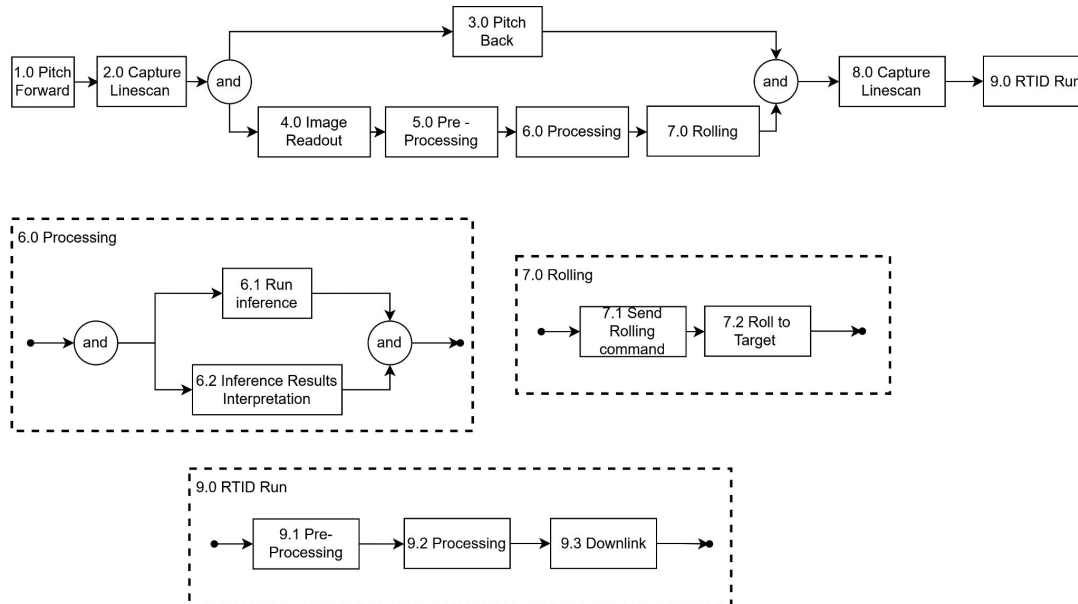 3.0 Pitch
Back
1.0 Pitch
Forward
2.0 Capture
Linescan
and
and
8.0 Capture
Linescan
9.0 RTID Run
4.0 Image
Readout
5.0 Pre -
Processing
6.0 Processing
7.0 Rolling
6.0 Processing
6.1 Run
inference
and
and
6.2 Inference Results
Interpretation
7.0 Rolling
7.1 Send
Rolling
command
7.2 Roll to
Target
9.0 RTID Run
9.1 Pre-
Processing
9.2 Processing
9.3 Downlink